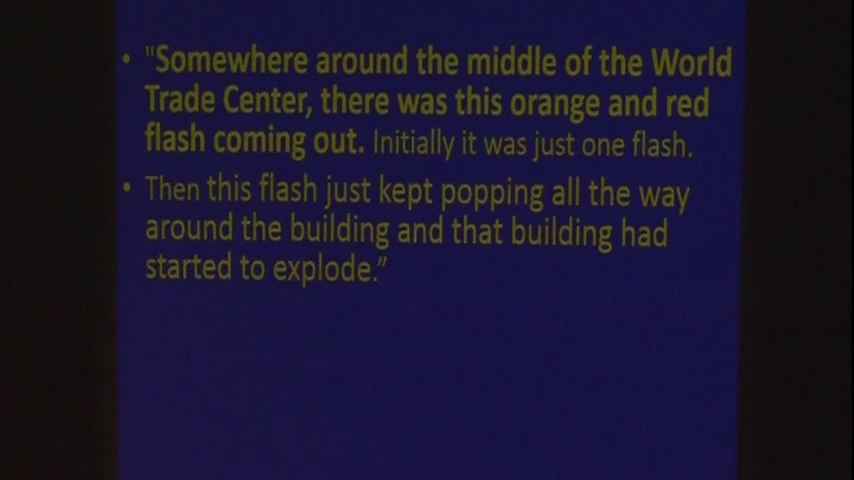 • "Somewhere around the middle of the World
Trade Center, there was this orange and red
flash coming out. Initially it was just one flash.
• Then this flash just kept popping all the way
around the building and that building had
started to explode.”